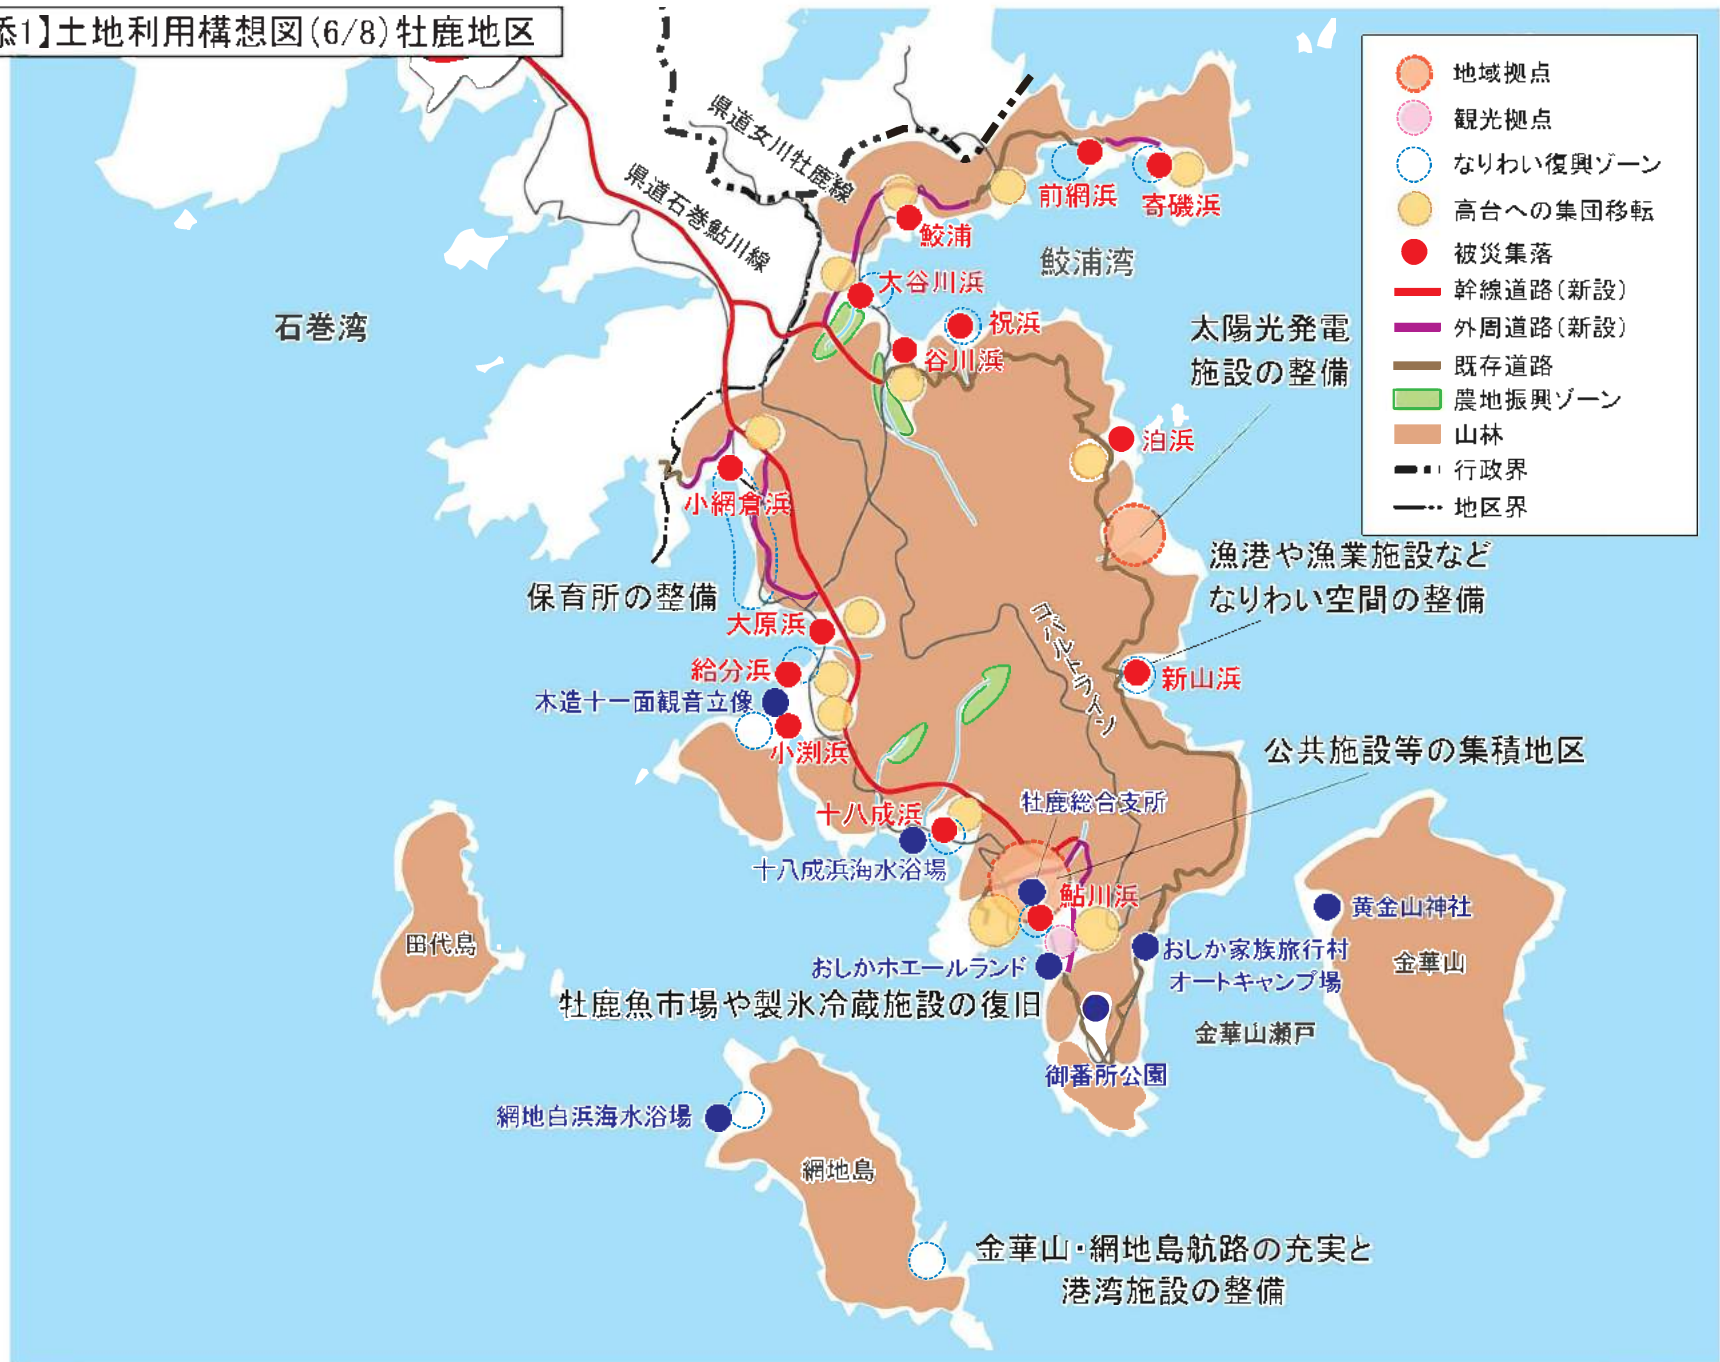 添1】土地利用構想図(6/8)牡鹿地区
地域拠点
観光拠点
なりわい復興ゾーン
高台への集団移転
被災集落
幹線道路(新設)
外周道路(新設)
既存道路
農地振興ゾーン
山林
行政界
地区界
県道女川牡鹿線
県道石巻鮎川線
前網浜
寄磯浜
鮫浦
鮫浦湾
大谷川浜
石巻湾
祝浜
谷川浜
太陽光発電
施設の整備
泊浜
小網倉浜
漁港や漁業施設など
なりわい空間の整備
保育所の整備
大原浜
コバルトライン
給分浜
新山浜
木造十一面観音立像
小渕浜
公共施設等の集積地区
牡鹿総合支所
十八成浜
十八成浜海水浴場
鮎川浜
黄金山神社
田代島
おしか家族旅行村
オートキャンプ場
金華山
おしかホエールランド
牡鹿魚市場や製氷冷蔵施設の復旧
金華山瀬戸
御番所公園
網地白浜海水浴場
網地島
金華山・網地島航路の充実と
港湾施設の整備